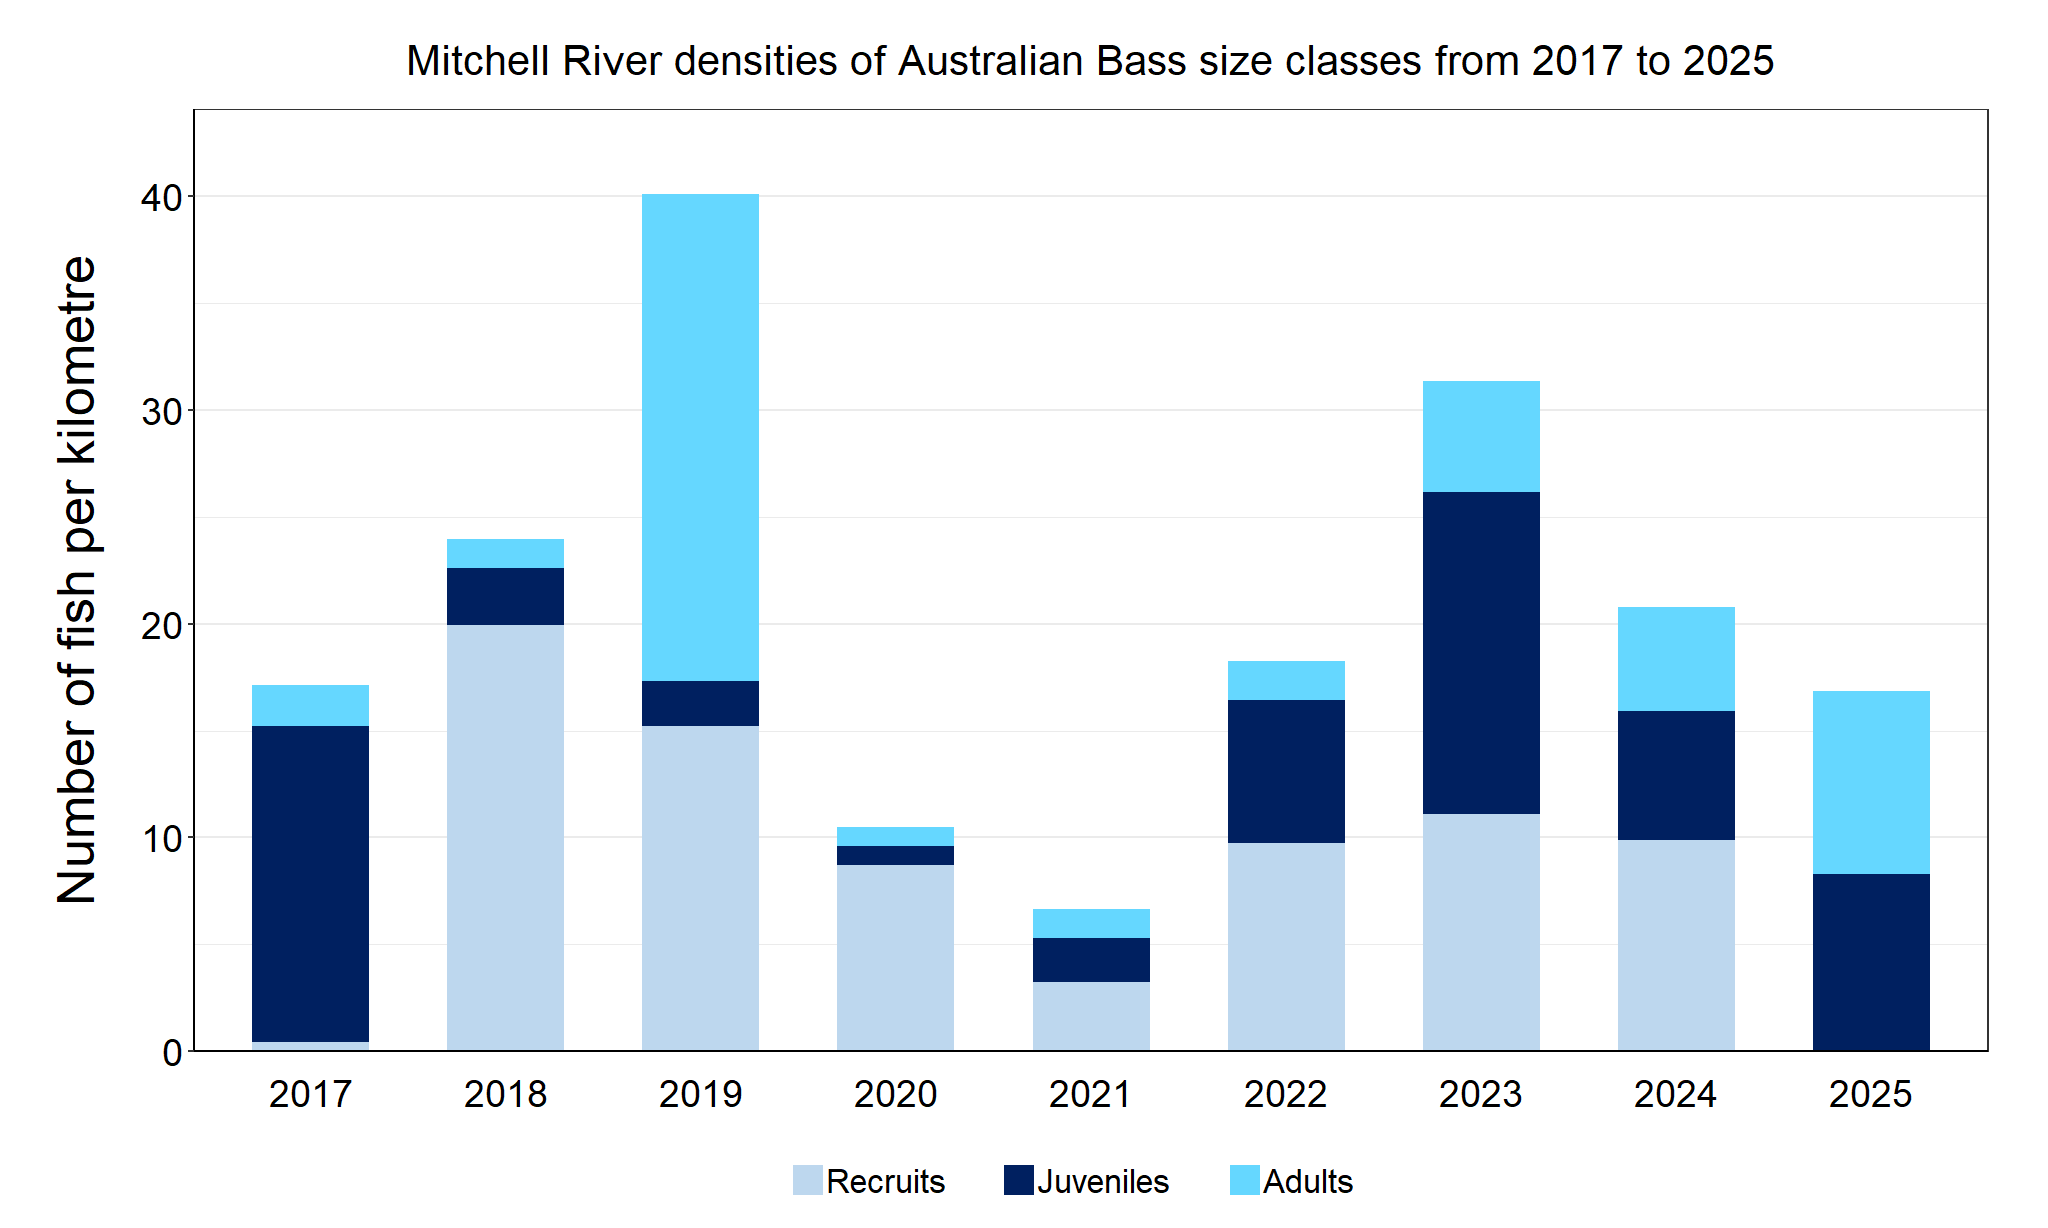 Mitchell River densities of Australian Bass size classes from 2017 to 2025
Number of fish per kilometre
40
30
20
10
0
2017 2018 2019 2020 2021 2022 2023 2024 2025
Recruits Juveniles Adults